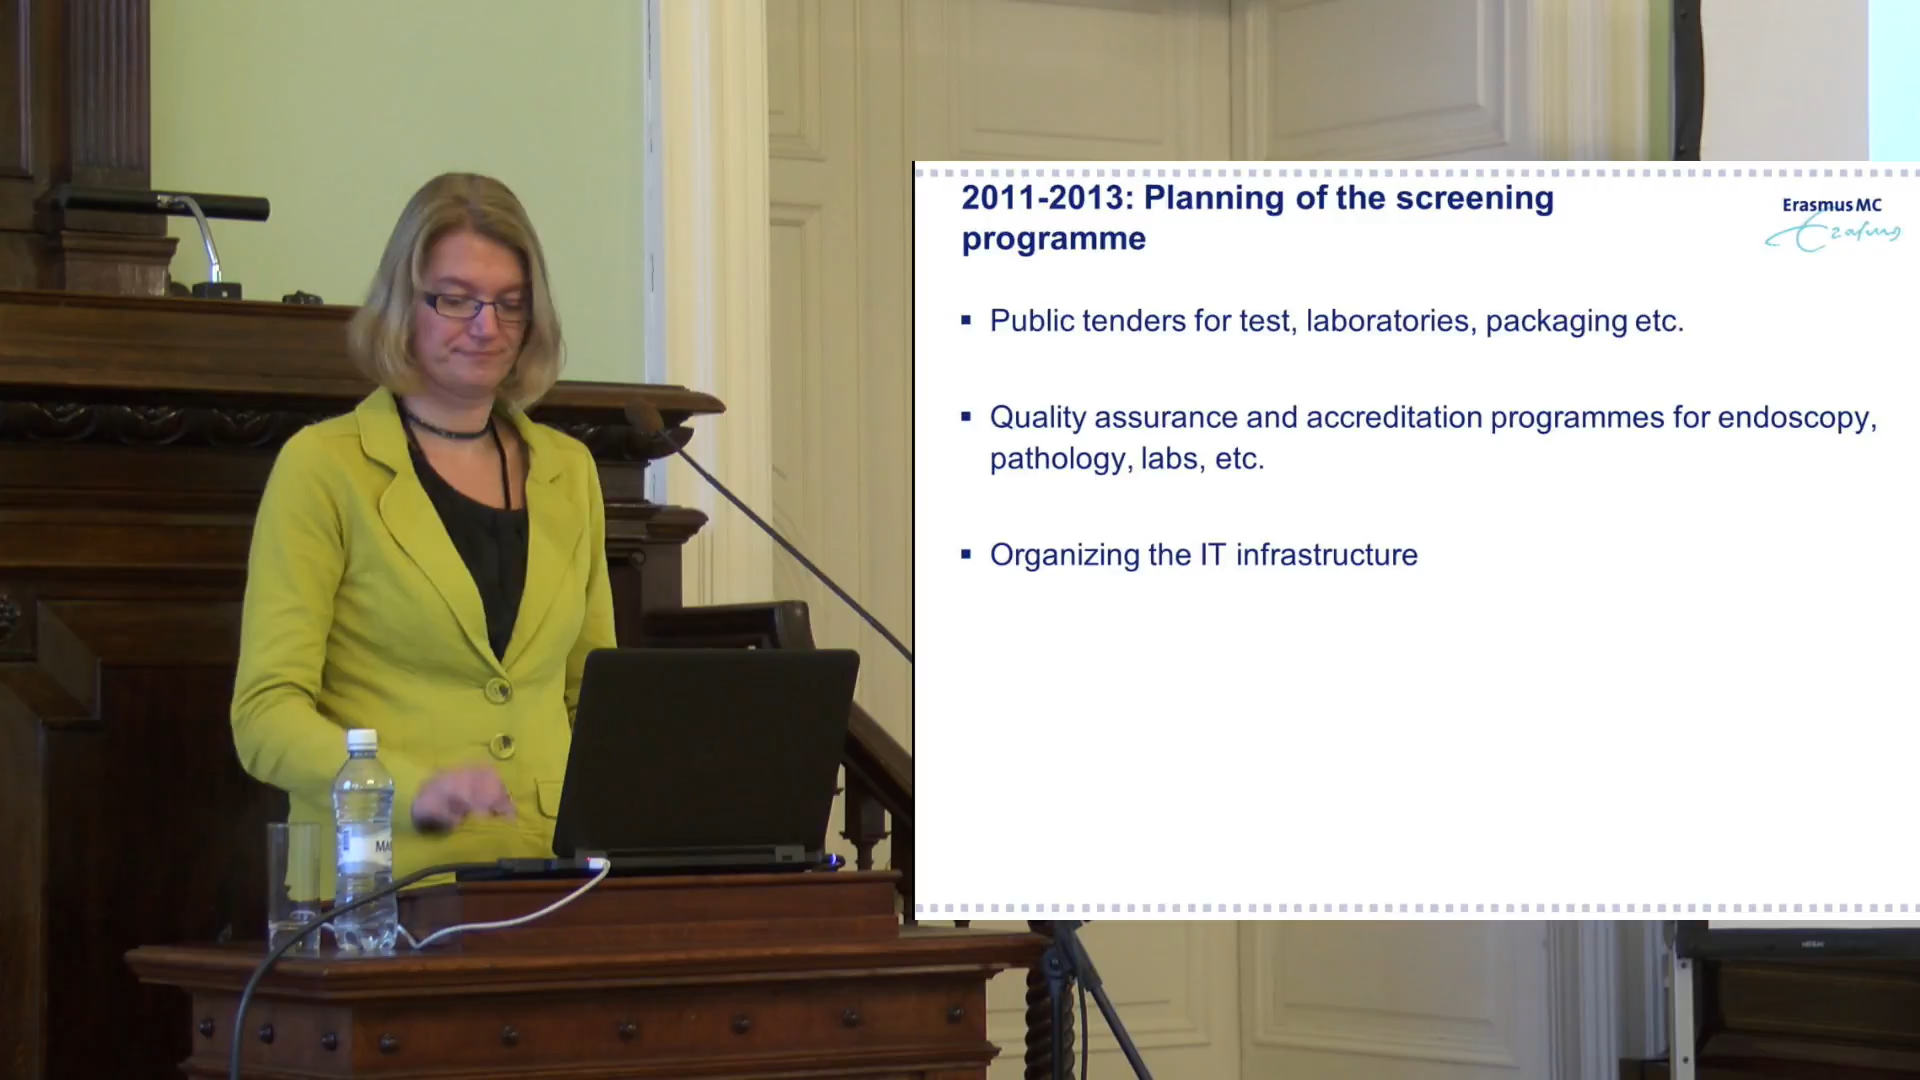 2011-2013: Planning of the screening
programme
Erasmus MC
Erasmus
▪ Public tenders for test, laboratories, packaging etc.
▪ Quality assurance and accreditation programmes for endoscopy,
pathology, labs, etc.
▪ Organizing the IT infrastructure